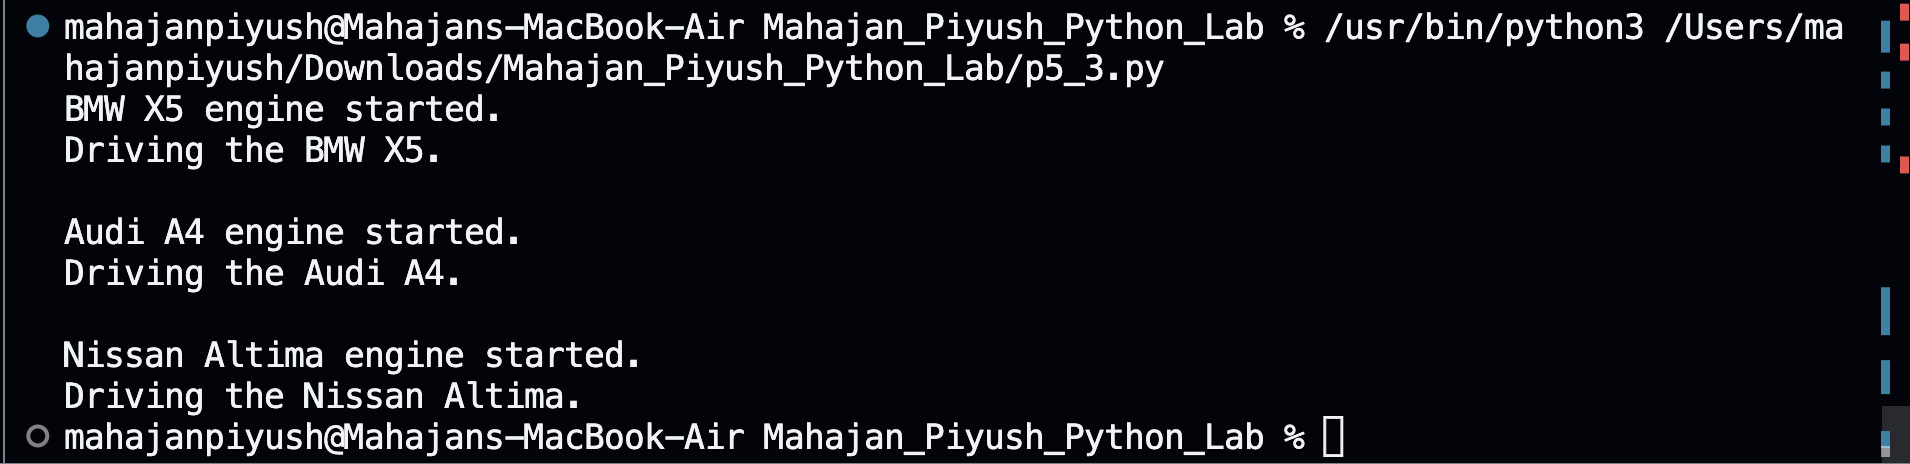 mahajanpiyush@Mahajans-MacBook-Air Mahajan_Piyush_Python_Lab % /usr/bin/python3 /Users/ma
hajanpiyush/Downloads/Mahajan_Piyush_Python_Lab/p5_3.py
BMW X5 engine started.
Driving the BMW X5.
Audi A4 engine started.
Driving the Audi A4.
Nissan Altima engine started.
Driving the Nissan Altima.
mahajanpiyush@Mahajans-MacBook-Air Mahajan_Piyush_Python_Lab %